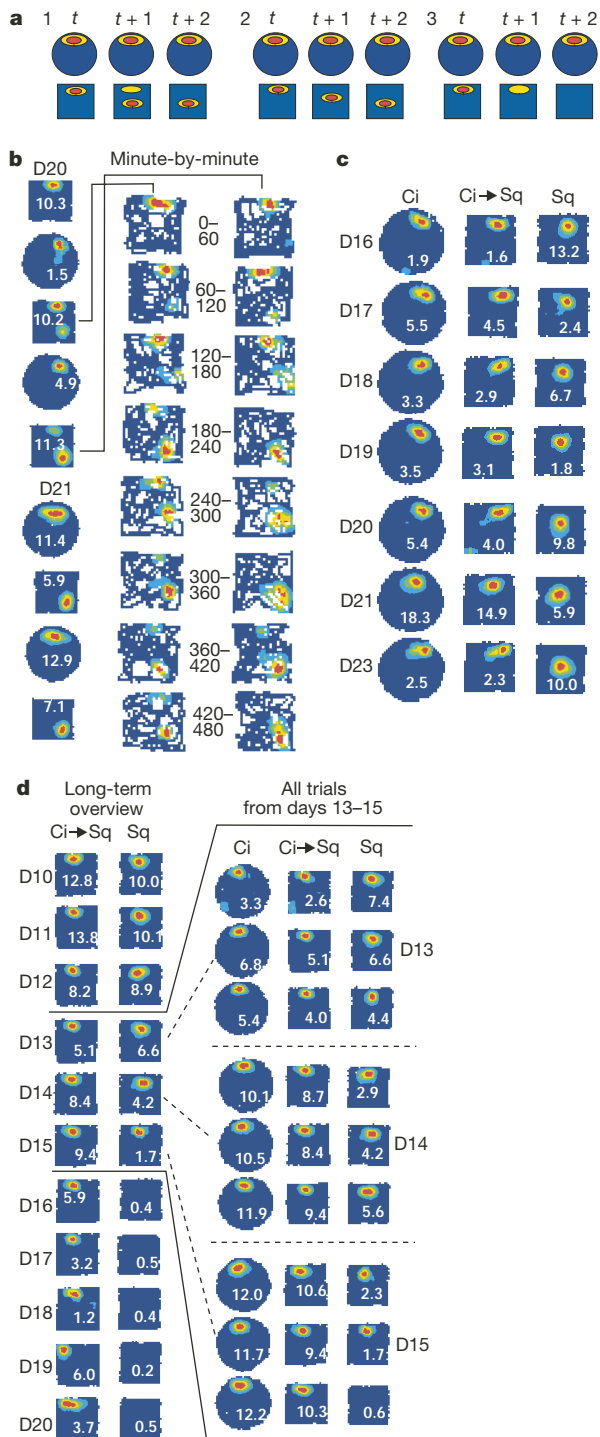 a 1 t t + 1 t + 2 2 t t + 1 t + 2 3 t t + 1 t + 2
b
D20 Minute-by-minute
10.3
1.5
10.2
4.9
11.3
D21
11.4
5.9
12.9
7.1
0–
60
60–
120
120–
180
180–
240
240–
300
300–
360
360–
420
420–
480
c
Ci Ci→Sq Sq
D16 1.9 1.6 13.2
D17 5.5 4.5 2.4
D18 3.3 2.9 6.7
D19 3.5 3.1 1.8
D20 5.4 4.0 9.8
D21 18.3 14.9 5.9
D23 2.5 2.3 10.0
d
Long-term
overview
Ci→Sq Sq
D10 12.8 10.0
D11 13.8 10.1
D12 8.2 8.9
D13 5.1 6.6
D14 8.4 4.2
D15 9.4 1.7
D16 5.9 0.4
D17 3.2 0.5
D18 1.2 0.4
D19 6.0 0.2
D20 3.7 0.5
All trials
from days 13–15
Ci Ci→Sq Sq
3.3 2.6 7.4
6.8 5.1 6.6 D13
5.4 4.0 4.4
10.1 8.7 2.9
10.5 8.4 4.2 D14
11.9 9.4 5.6
12.0 10.6 2.3
11.7 9.4 1.7 D15
12.2 10.3 0.6